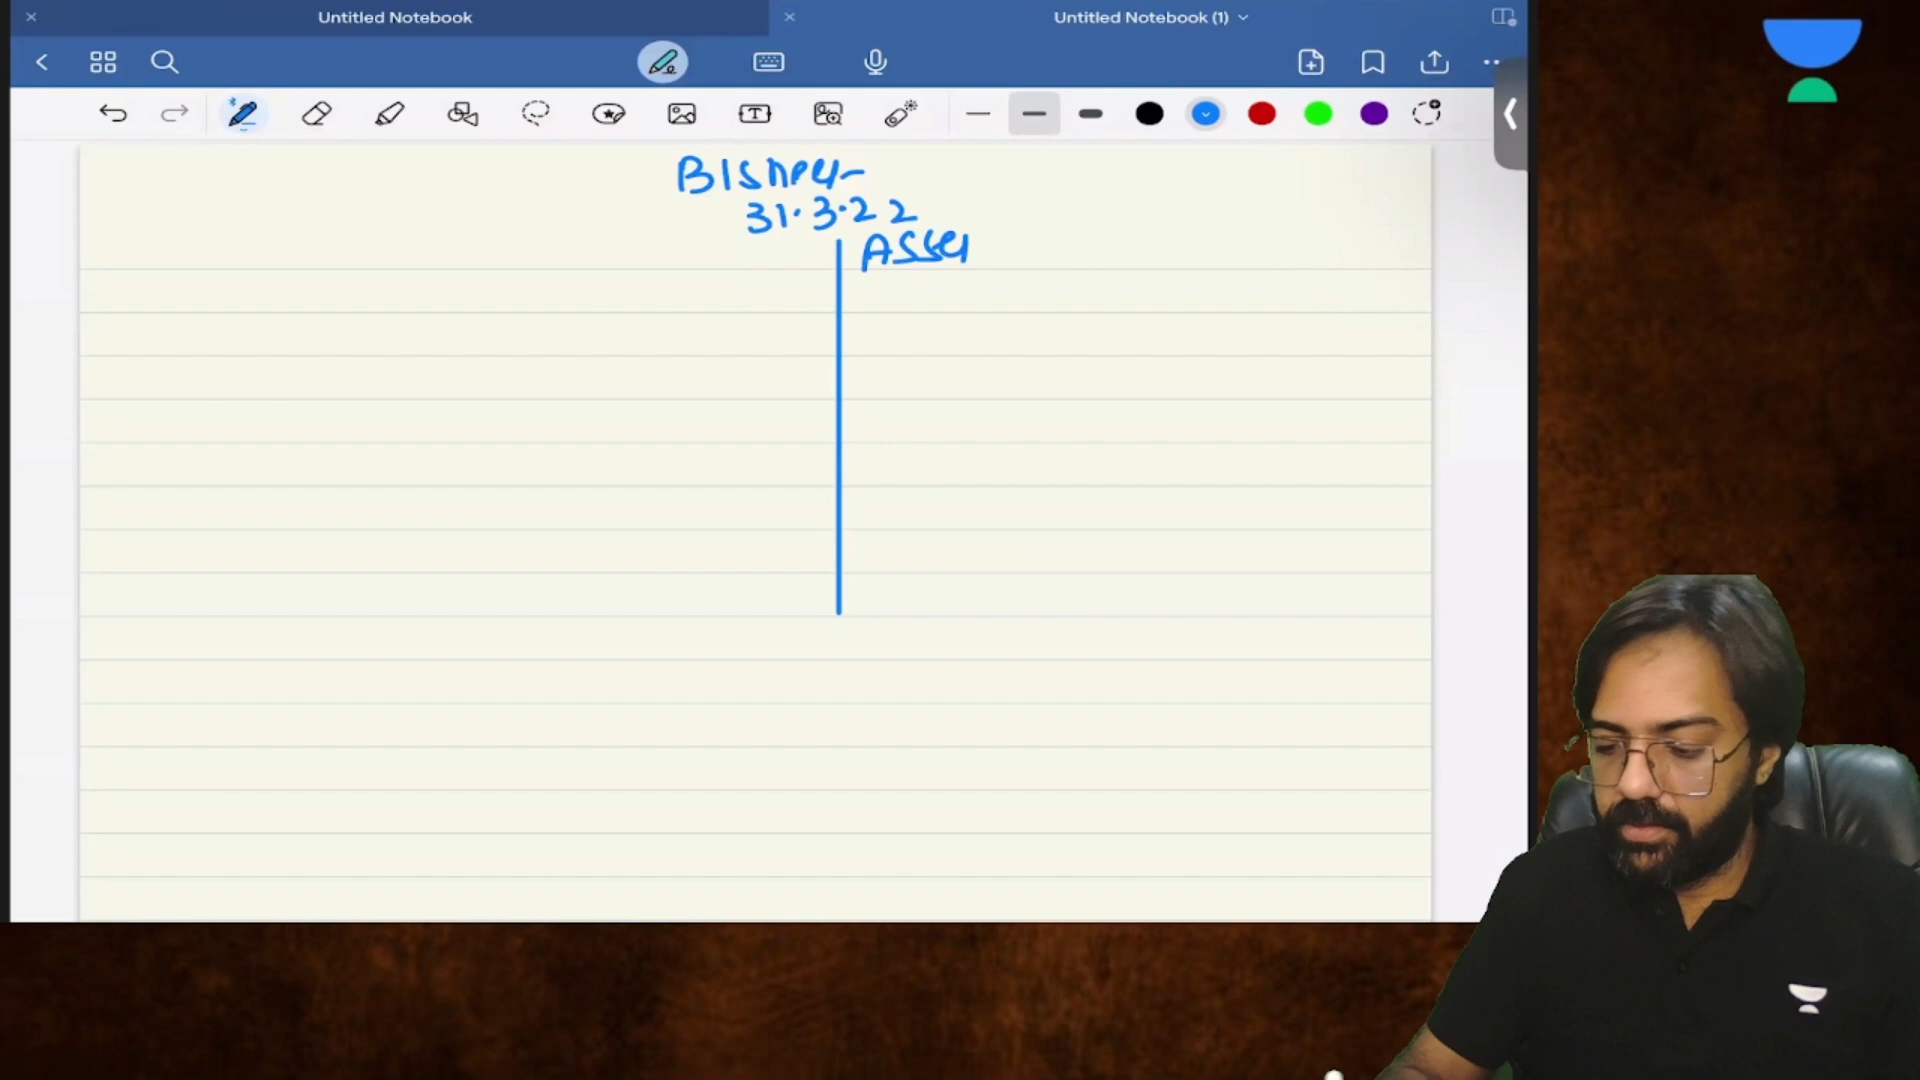 Untitled Notebook
Untitled Notebook (1)
31.3.22
Asset